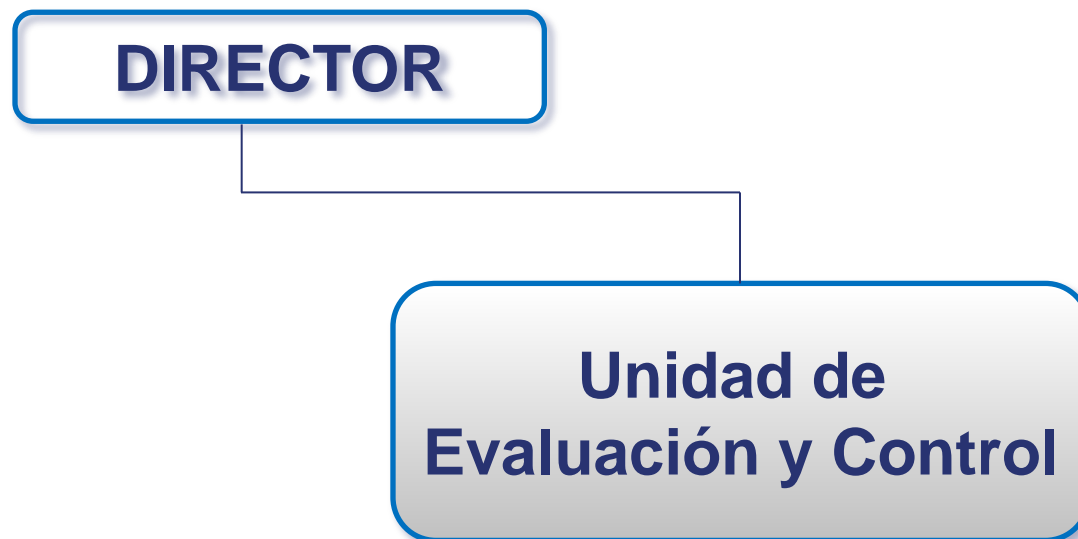 DIRECTOR
Unidad de
Evaluación y Control